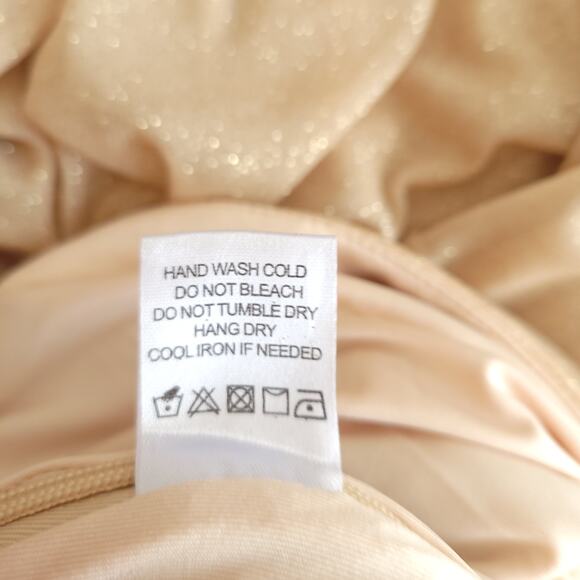 HAND WASH COLD
DO NOT BLEACH
DO NOT TUMBLE DRY
HANG DRY
COOL IRON IF NEEDED